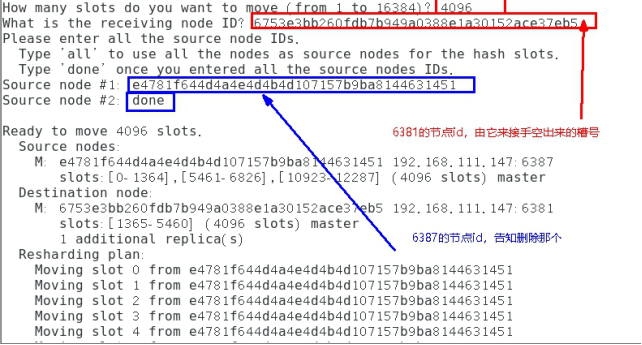 How many slots do you want to move (from 1 to 16384)? 4096
What is the receiving node ID? 6753e3bb260fdb7b949a0388e1a30152ace37eb5
Please enter all the source node IDs.
Type 'all' to use all the nodes as source nodes for the hash slots.
Type 'done' once you entered all the source nodes IDs.
Source node #1: e4781f644d4a4e4d4b4d107157b9ba8144631451
Source node #2: done
6381的节点id，由它来接手空出来的槽号
Ready to move 4096 slots.
Source nodes:
M: e4781f644d4a4e4d4b4d107157b9ba8144631451 192.168.111.147:6387
slots:[0-1364],[5461-6826],[10923-12287] (4096 slots) master
Destination node:
M: 6753e3bb260fdb7b949a0388e1a30152ace37eb5 192.168.111.147:6381
slots:[1365-5460] (4096 slots) master
1 additional replica(s)
6387的节点id，告知删除那个
Resharding plan:
Moving slot 0 from e4781f644d4a4e4d4b4d107157b9ba8144631451
Moving slot 1 from e4781f644d4a4e4d4b4d107157b9ba8144631451
Moving slot 2 from e4781f644d4a4e4d4b4d107157b9ba8144631451
Moving slot 3 from e4781f644d4a4e4d4b4d107157b9ba8144631451
Moving slot 4 from e4781f644d4a4e4d4b4d107157b9ba8144631451